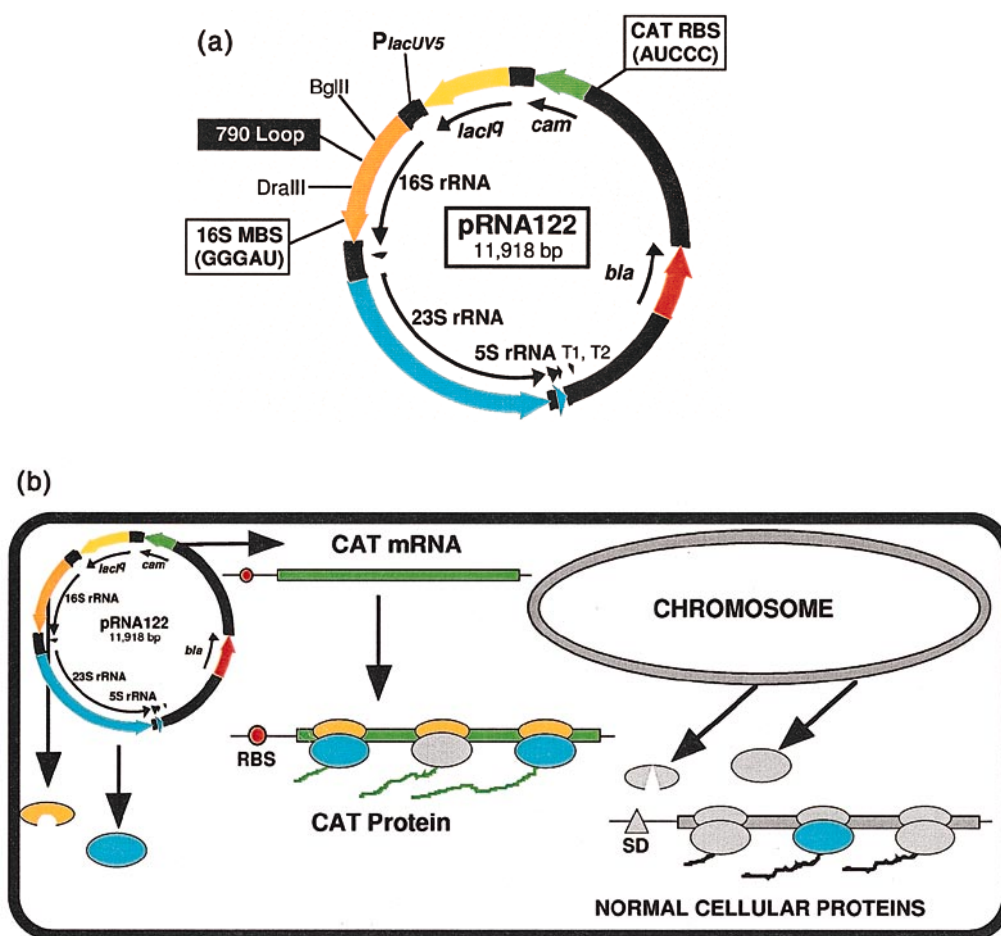 (a)
PlacUV5
CAT RBS
(AUCCC)
BglII
790 Loop
DraIII
16S MBS
(GGGAU)
lacIq
cam
16S rRNA
pRNA122
11,918 bp
bla
23S rRNA
5S rRNA T1, T2
(b)
lacIq
cam
16S rRNA
pRNA122
11,918 bp
bla
23S rRNA
5S rRNA
CAT mRNA
CHROMOSOME
RBS
CAT Protein
SD
NORMAL CELLULAR PROTEINS